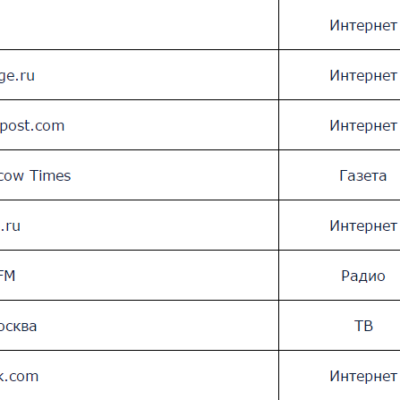 Интернет
ge.ru Интернет
post.com Интернет
cow Times Газета
.ru Интернет
FM Радио
осква ТВ
k.com Интернет